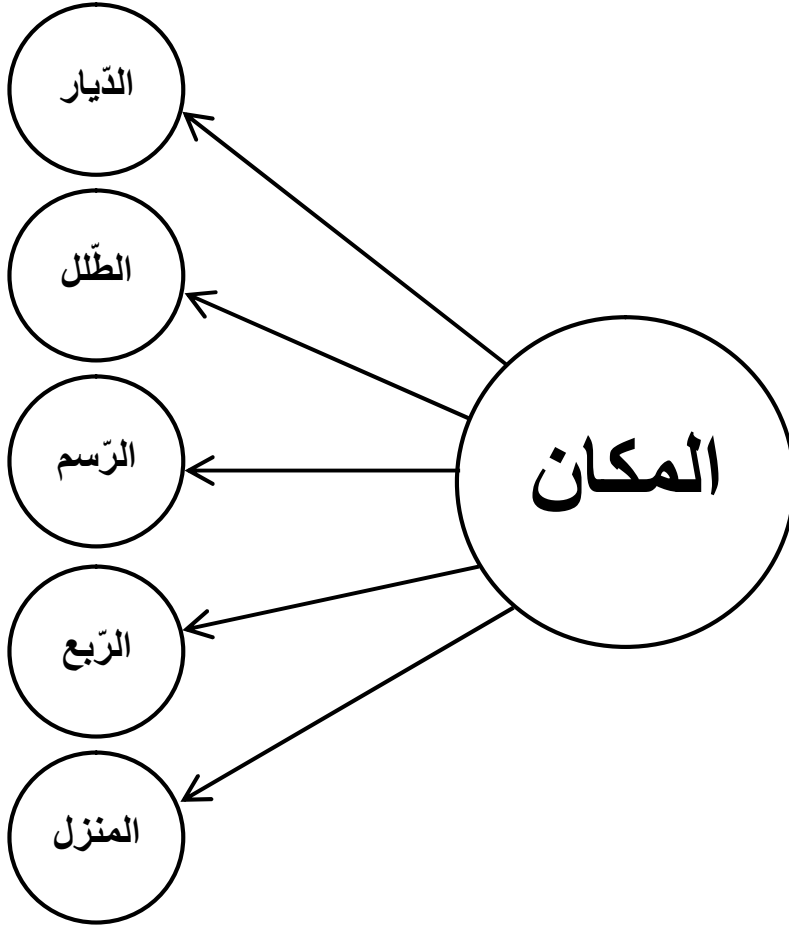 المكان
الدّيار
الطّلل
الرّسم
الرّبع
المنزل